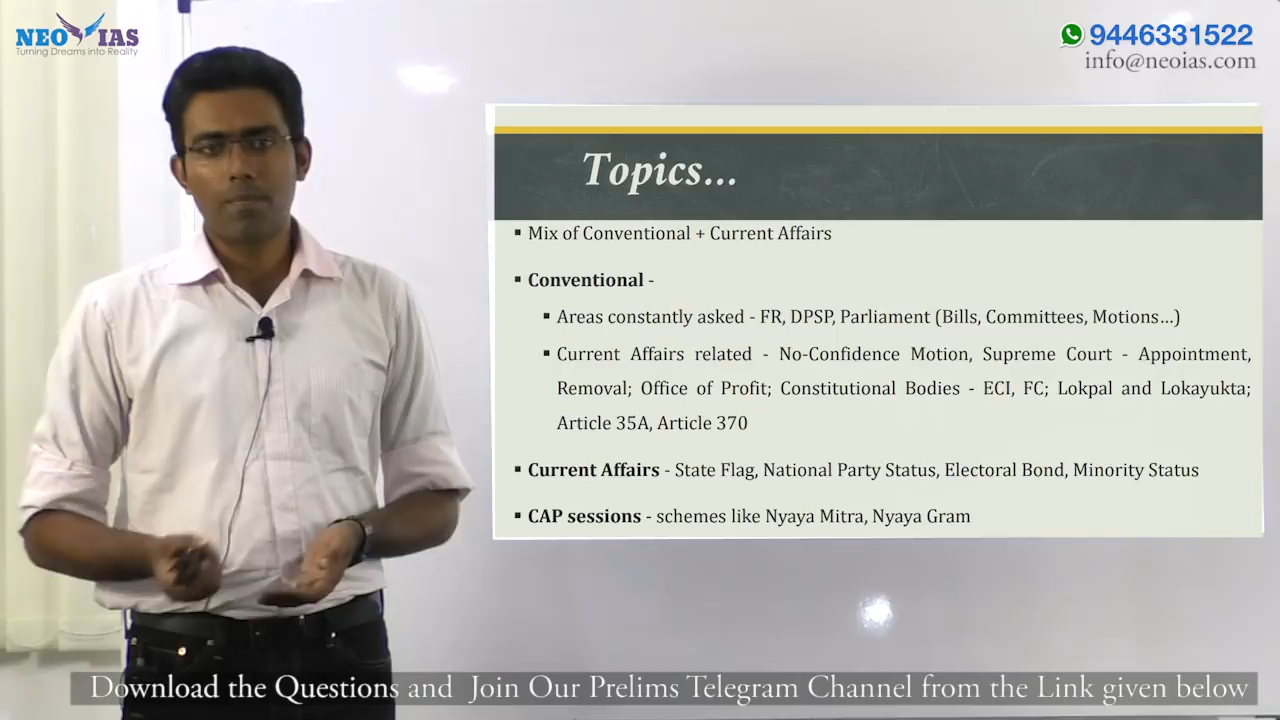 NEO IAS
Turning Dreams into Reality
9446331522
info@neoias.com
Topics...
▪ Mix of Conventional + Current Affairs
▪ Conventional -
▪ Areas constantly asked - FR, DPSP, Parliament (Bills, Committees, Motions...)
▪ Current Affairs related - No-Confidence Motion, Supreme Court - Appointment,
Removal; Office of Profit; Constitutional Bodies - ECI, FC; Lokpal and Lokayukta;
Article 35A, Article 370
▪ Current Affairs - State Flag, National Party Status, Electoral Bond, Minority Status
▪ CAP sessions - schemes like Nyaya Mitra, Nyaya Gram
Download the Questions and Join Our Prelims Telegram Channel from the Link given below